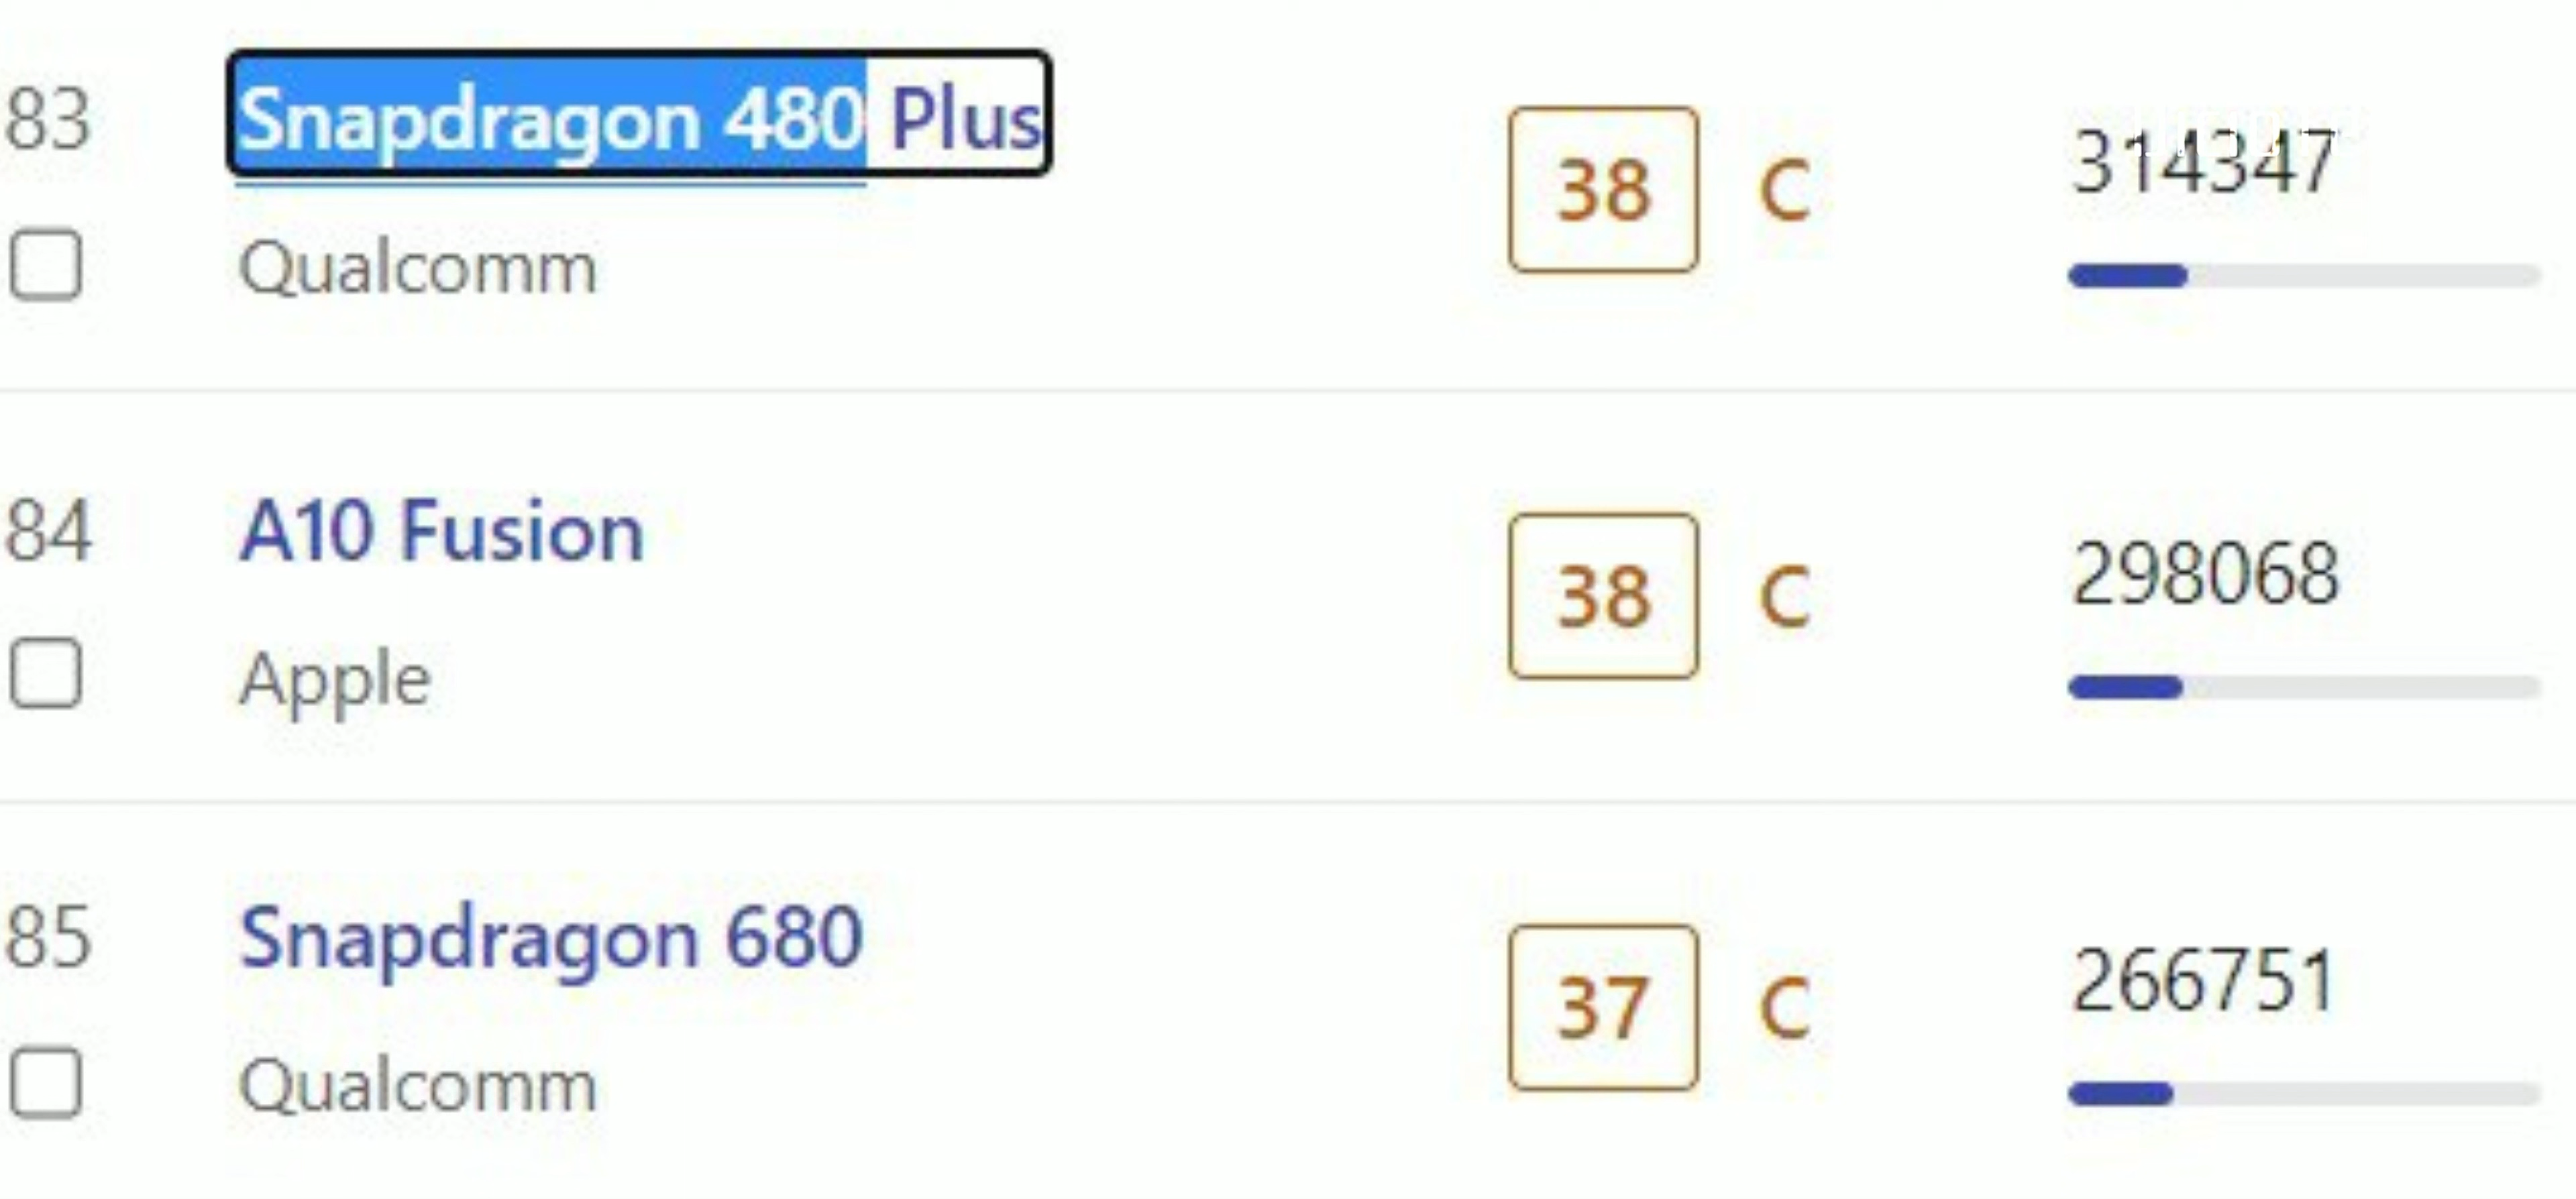 83 Snapdragon 480 Plus 38 C 314347
Qualcomm
84 A10 Fusion 38 C 298068
Apple
85 Snapdragon 680 37 C 266751
Qualcomm